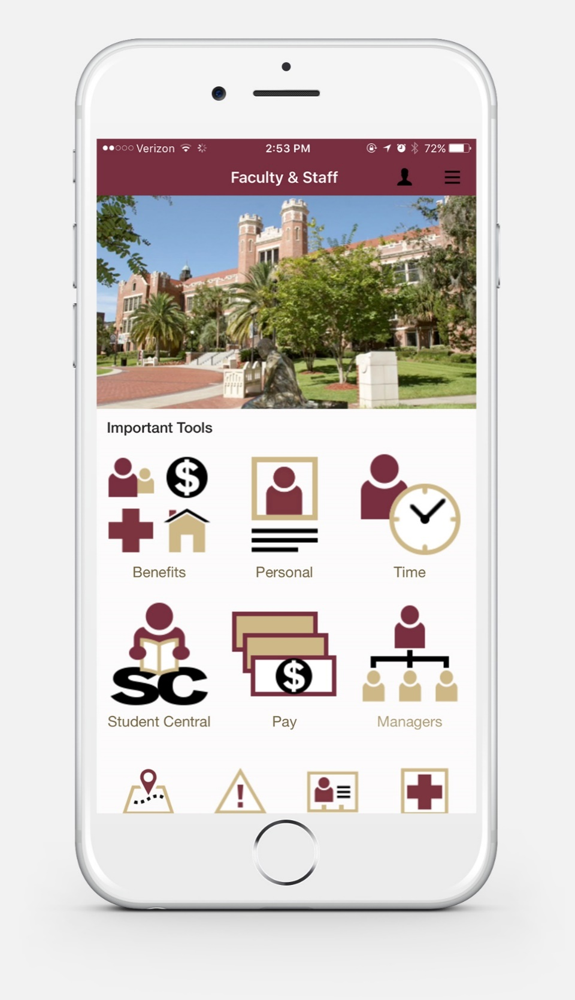 Verizon 2:53 PM 72%
Faculty & Staff
Important Tools
$
Benefits Personal Time
SC $
Student Central Pay Managers
!